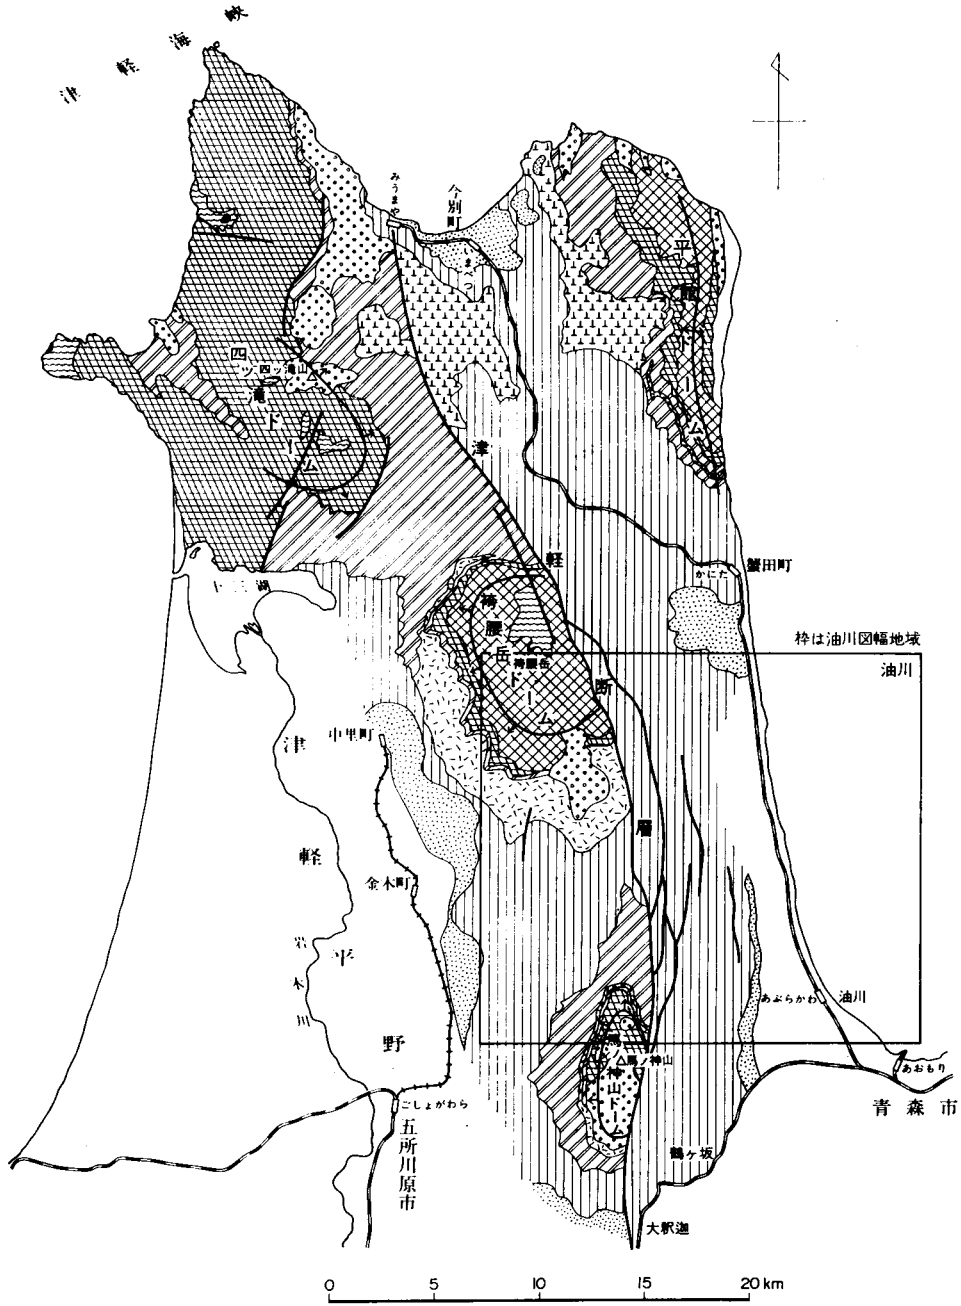 津軽海峡
みうまや
今別町
いまべつ
平館ドーム
四ッ滝ドーム
四ッ滝山
津軽断層
十三湖
袴腰岳ドーム
袴腰岳
かにた
蟹田町
枠は油川図幅地域
油川
中里町
津軽平野
金木町
岩木川
あぶらかわ
油川
馬ノ神山
馬ノ神山ドーム
あおもり
青森市
ごしょがわら
五所川原市
鶴ヶ坂
大釈迦
0 5 10 15 20km